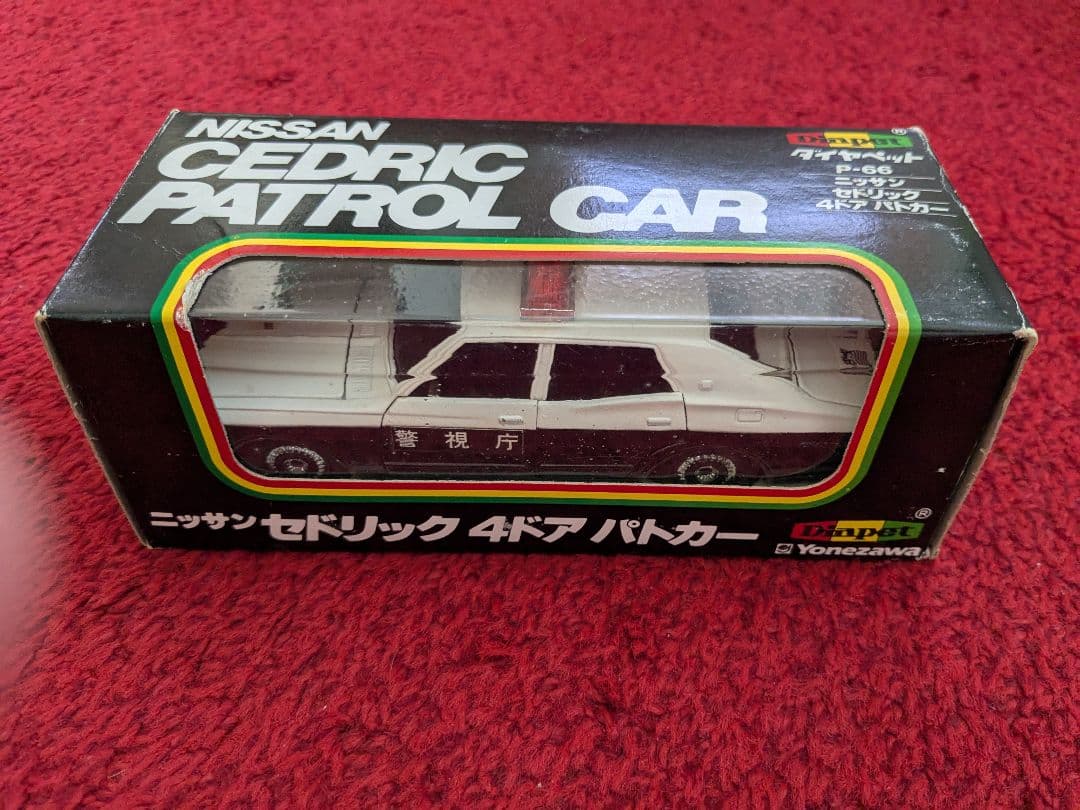 NISSAN
CEDRIC
PATROL CAR
Diapet®
ダイヤペット
P-66
ニッサン
セドリック
4ドア パトカー
警視庁
ニッサン セドリック 4ドア パトカー
Diapet®
Yonezawa